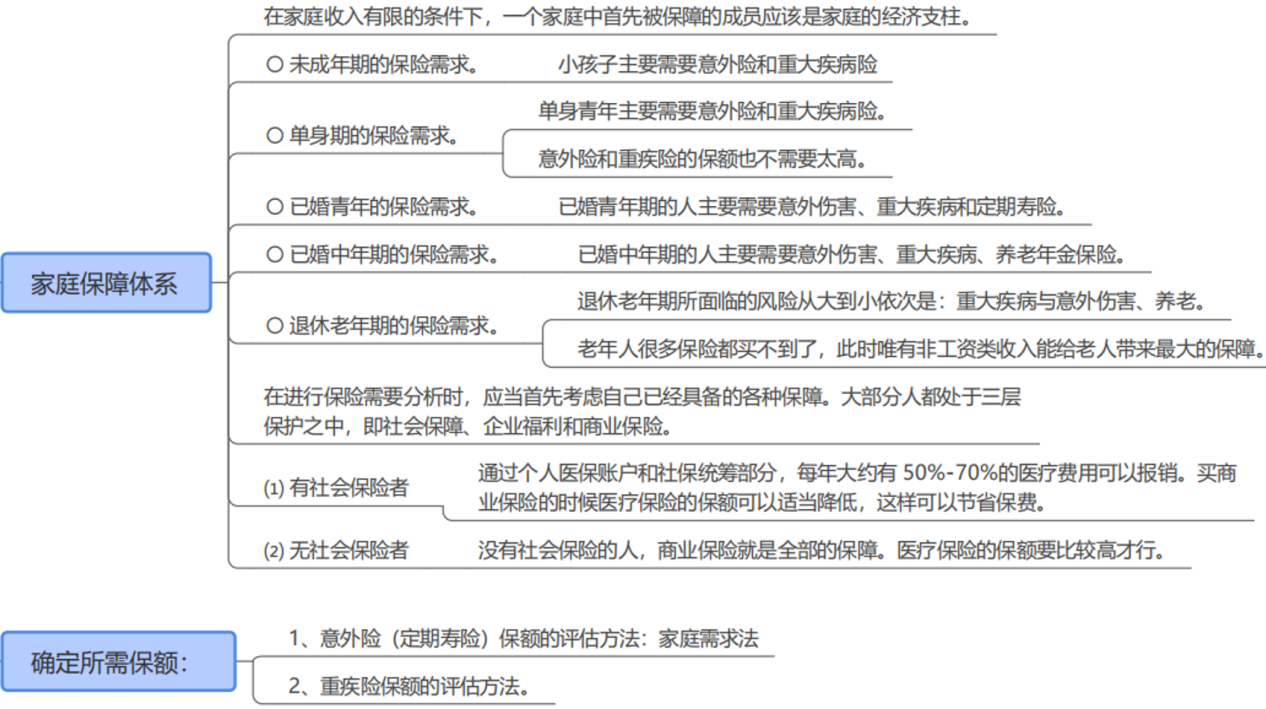 在家庭收入有限的条件下，一个家庭中首先被保障的成员应该是家庭的经济支柱。
○ 未成年期的保险需求。
小孩子主要需要意外险和重大疾病险
○ 单身期的保险需求。
单身青年主要需要意外险和重大疾病险。
意外险和重疾险的保额也不需要太高。
○ 已婚青年的保险需求。
已婚青年期的人主要需要意外伤害、重大疾病和定期寿险。
○ 已婚中年期的保险需求。
已婚中年期的人主要需要意外伤害、重大疾病、养老年金保险。
家庭保障体系
○ 退休老年期的保险需求。
退休老年期所面临的风险从大到小依次是：重大疾病与意外伤害、养老。
老年人很多保险都买不到了，此时唯有非工资类收入能给老人带来最大的保障。
在进行保险需要分析时，应当首先考虑自己已经具备的各种保障。大部分人都处于三层
保护之中，即社会保障、企业福利和商业保险。
(1) 有社会保险者
通过个人医保账户和社保统筹部分，每年大约有 50%-70%的医疗费用可以报销。买商
业保险的时候医疗保险的保额可以适当降低，这样可以节省保费。
(2) 无社会保险者
没有社会保险的人，商业保险就是全部的保障。医疗保险的保额要比较高才行。
确定所需保额：
1、意外险（定期寿险）保额的评估方法：家庭需求法
2、重疾险保额的评估方法。